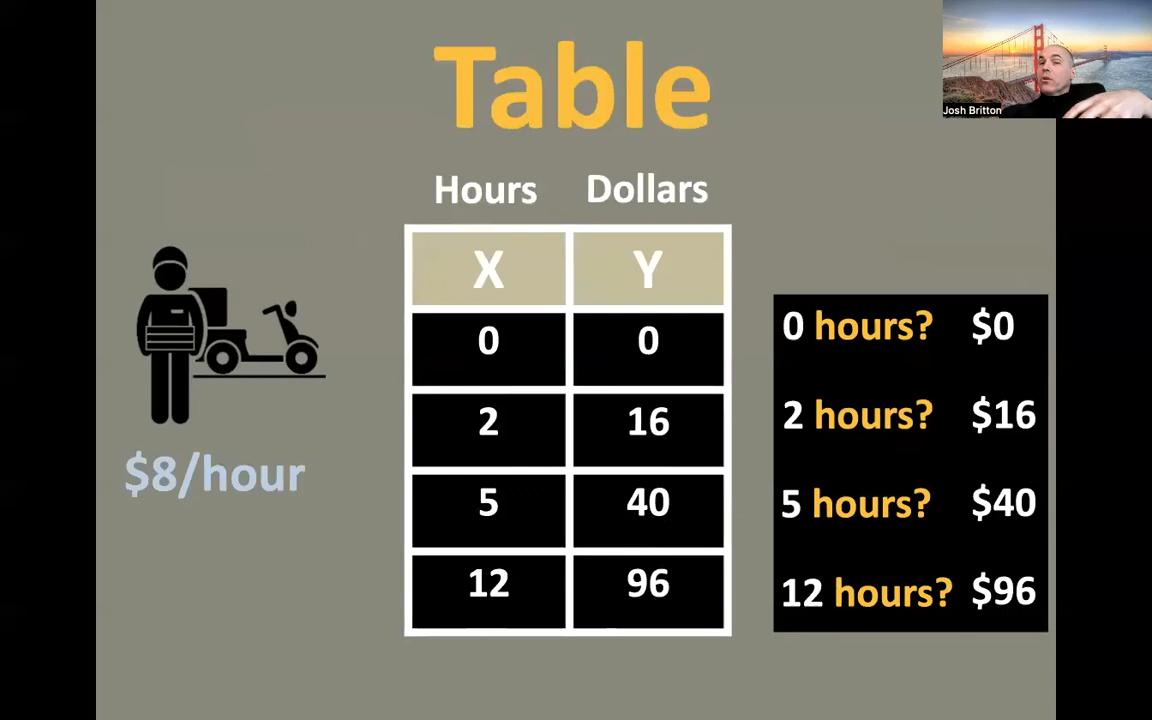 Table
Josh Britton
Hours Dollars
X Y
0 0
2 16
5 40
12 96
$8/hour
0 hours? $0
2 hours? $16
5 hours? $40
12 hours? $96